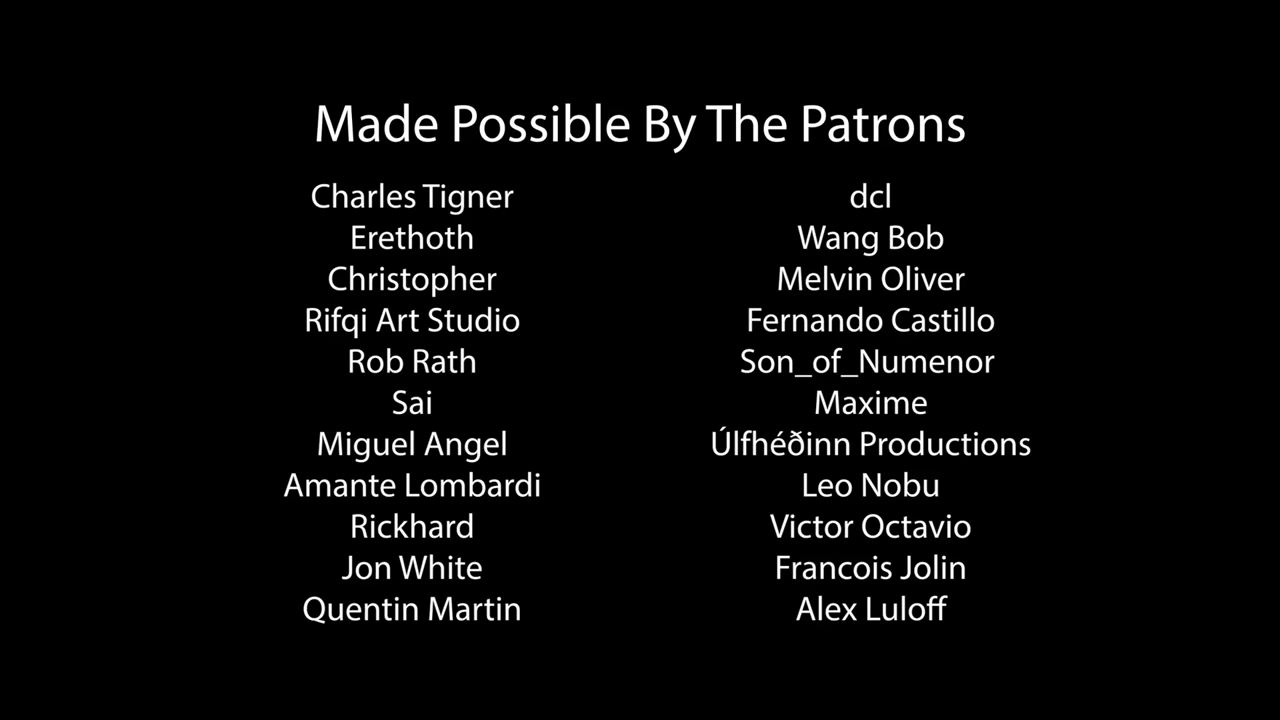 Made Possible By The Patrons
Charles Tigner
Erethoth
Christopher
Rifqi Art Studio
Rob Rath
Sai
Miguel Angel
Amante Lombardi
Rickhard
Jon White
Quentin Martin
dcl
Wang Bob
Melvin Oliver
Fernando Castillo
Son_of_Numenor
Maxime
Úlfhéðinn Productions
Leo Nobu
Victor Octavio
Francois Jolin
Alex Luloff